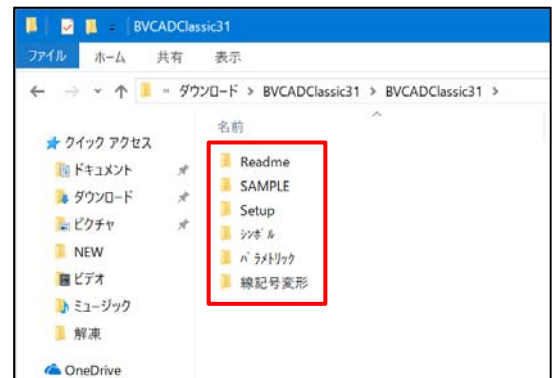 BVCADClassic31
ファイル ホーム 共有 表示
ダウンロード > BVCADClassic31 > BVCADClassic31 >
名前
クイック アクセス
ドキュメント
ダウンロード
ピクチャ
NEW
ビデオ
ミュージック
解凍
OneDrive
Readme
SAMPLE
Setup
ｼﾝﾎﾞﾙ
ﾊﾟﾗﾒﾄﾘｯｸ
線記号変形